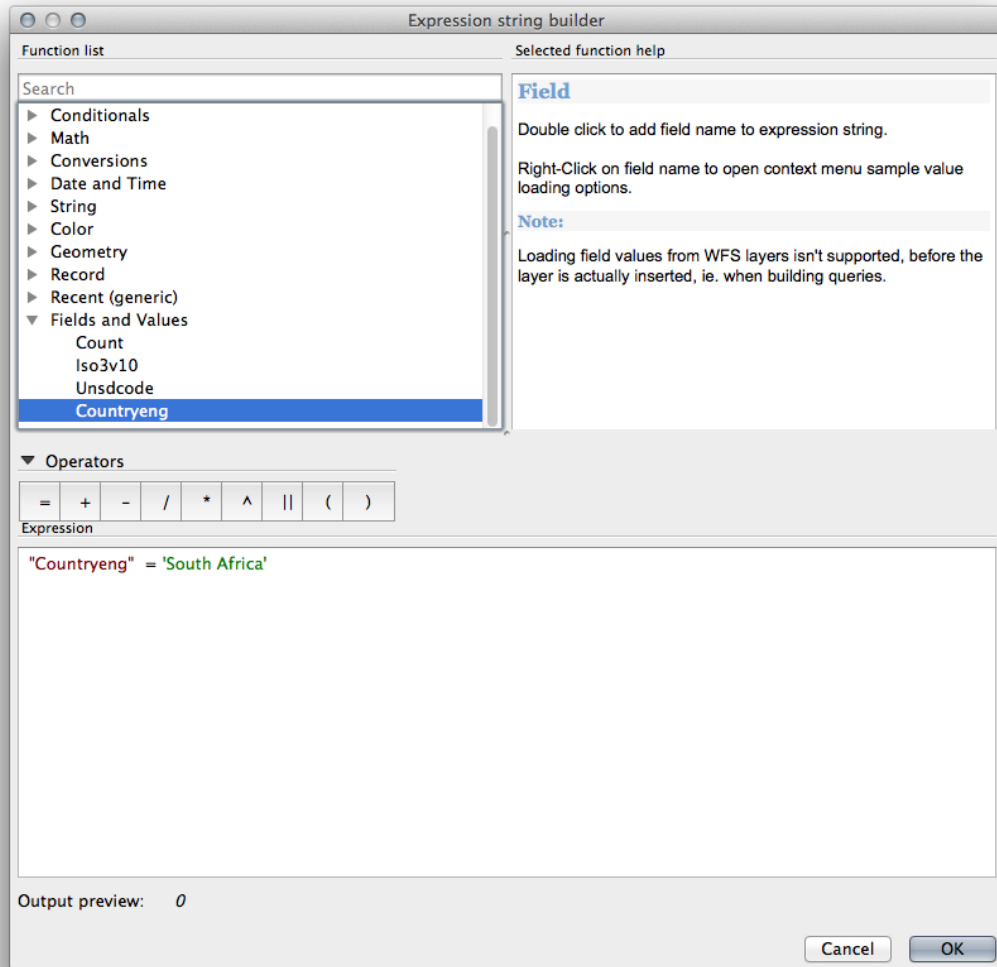 Expression string builder
Function list
Search
Conditionals
Math
Conversions
Date and Time
String
Color
Geometry
Record
Recent (generic)
Fields and Values
Count
Iso3v10
Unsdcode
Countryeng
Selected function help
Field
Double click to add field name to expression string.
Right-Click on field name to open context menu sample value
loading options.
Note:
Loading field values from WFS layers isn't supported, before the
layer is actually inserted, ie. when building queries.
Operators
= + - / * ^ || ( )
Expression
"Countryeng" = 'South Africa'
Output preview: 0
Cancel OK